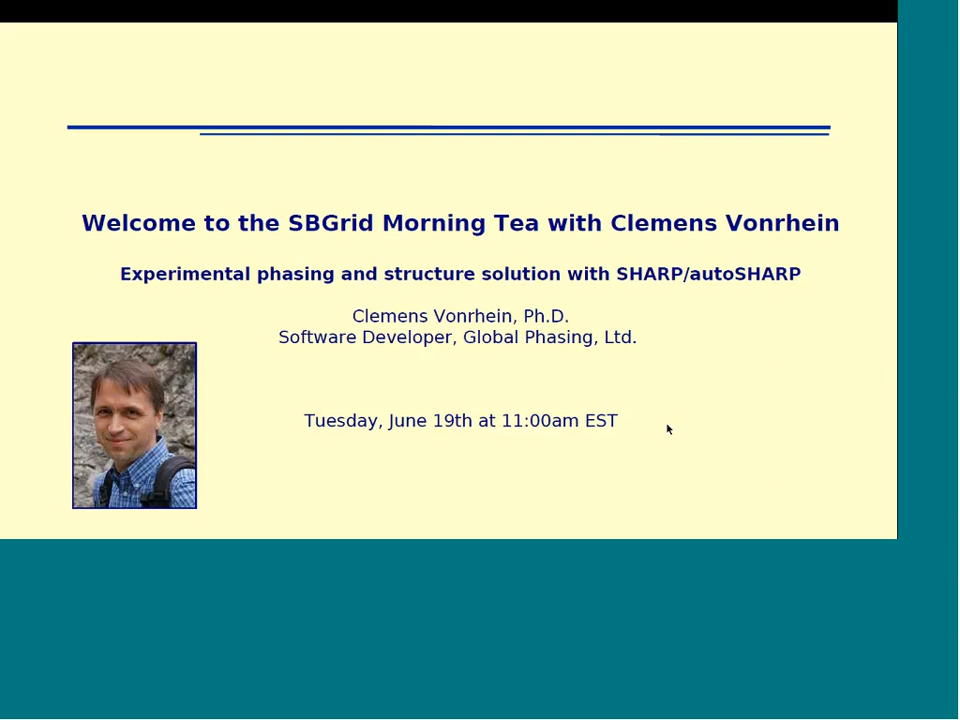 Welcome to the SBGrid Morning Tea with Clemens Vonrhein
Experimental phasing and structure solution with SHARP/autoSHARP
Clemens Vonrhein, Ph.D.
Software Developer, Global Phasing, Ltd.
Tuesday, June 19th at 11:00am EST